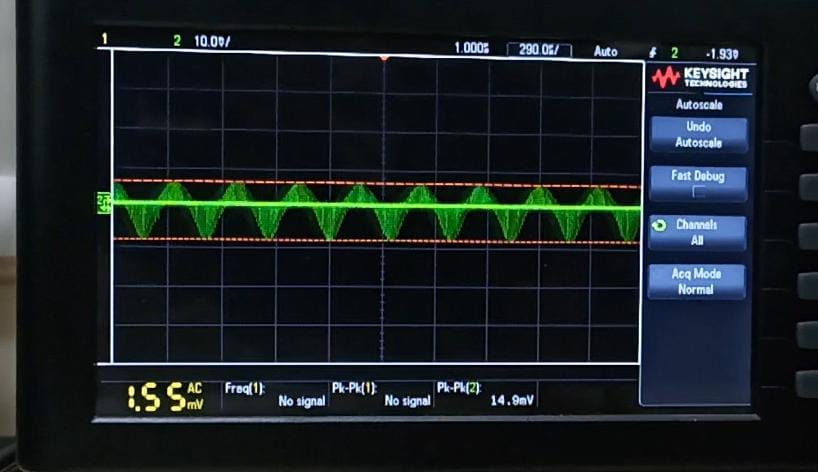 1 2 10.0V/ 1.000s 290.0s/ Auto 2 -1.93V
KEYSIGHT
TECHNOLOGIES
Autoscale
Undo
Autoscale
Fast Debug
Channels
All
Acq Mode
Normal
1.55 AC
mV
Freq(1):
No signal
Pk-Pk(1):
No signal
Pk-Pk(2):
14.9mV